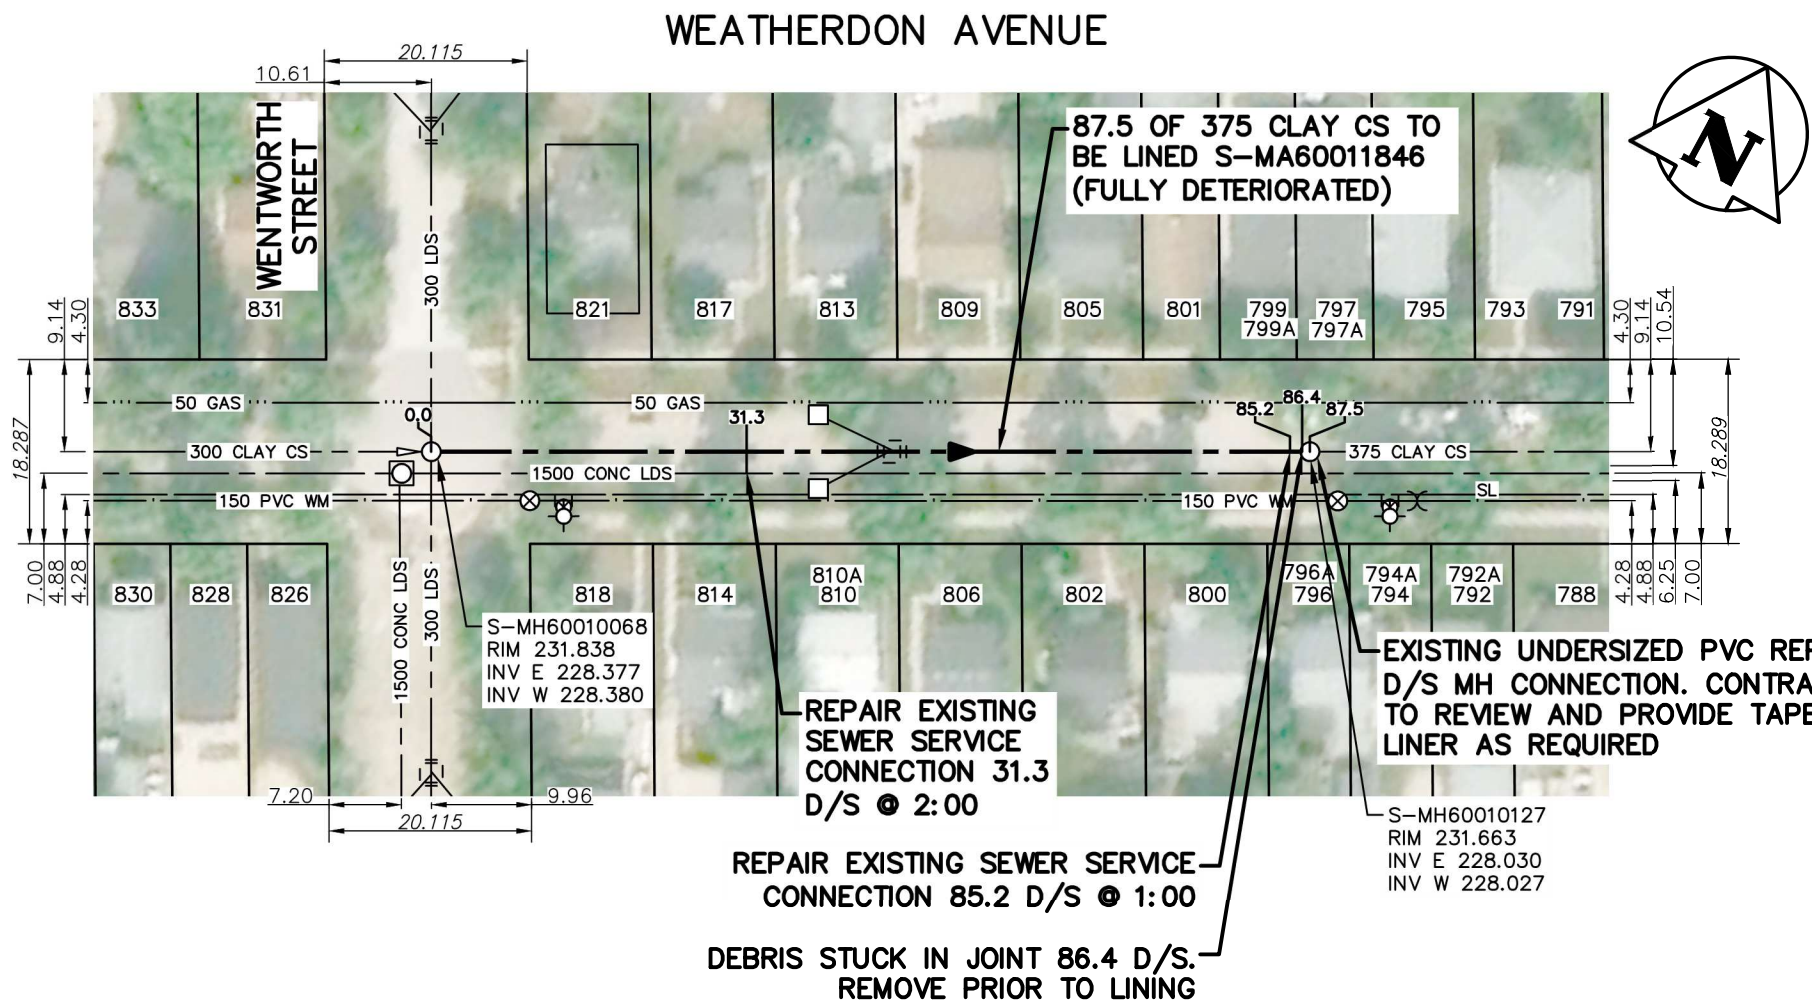 WEATHERDON AVENUE
20.115
10.61
N
WENTWORTH
STREET
300 LDS
87.5 OF 375 CLAY CS TO
BE LINED S-MA60011846
(FULLY DETERIORATED)
833
831
821
817
813
809
805
801
799
799A
797
797A
795
793
791
9.14
4.30
4.30
9.14
10.54
18.287
50 GAS
50 GAS
0.0
31.3
85.2
86.4
87.5
300 CLAY CS
375 CLAY CS
1500 CONC LDS
150 PVC WM
150 PVC WM
SL
18.289
7.00
4.88
4.28
4.28
4.88
6.25
7.00
830
828
826
818
814
810A
810
806
802
800
796A
796
794A
794
792A
792
788
1500 CONC LDS
300 LDS
S-MH60010068
RIM 231.838
INV E 228.377
INV W 228.380
REPAIR EXISTING
SEWER SERVICE
CONNECTION 31.3
D/S @ 2:00
EXISTING UNDERSIZED PVC
D/S MH CONNECTION.
TO REVIEW AND PROVIDE
LINER AS REQUIRED
7.20
9.96
20.115
S-MH60010127
RIM 231.663
INV E 228.030
INV W 228.027
REPAIR EXISTING SEWER SERVICE
CONNECTION 85.2 D/S @ 1:00
DEBRIS STUCK IN JOINT 86.4 D/S.
REMOVE PRIOR TO LINING